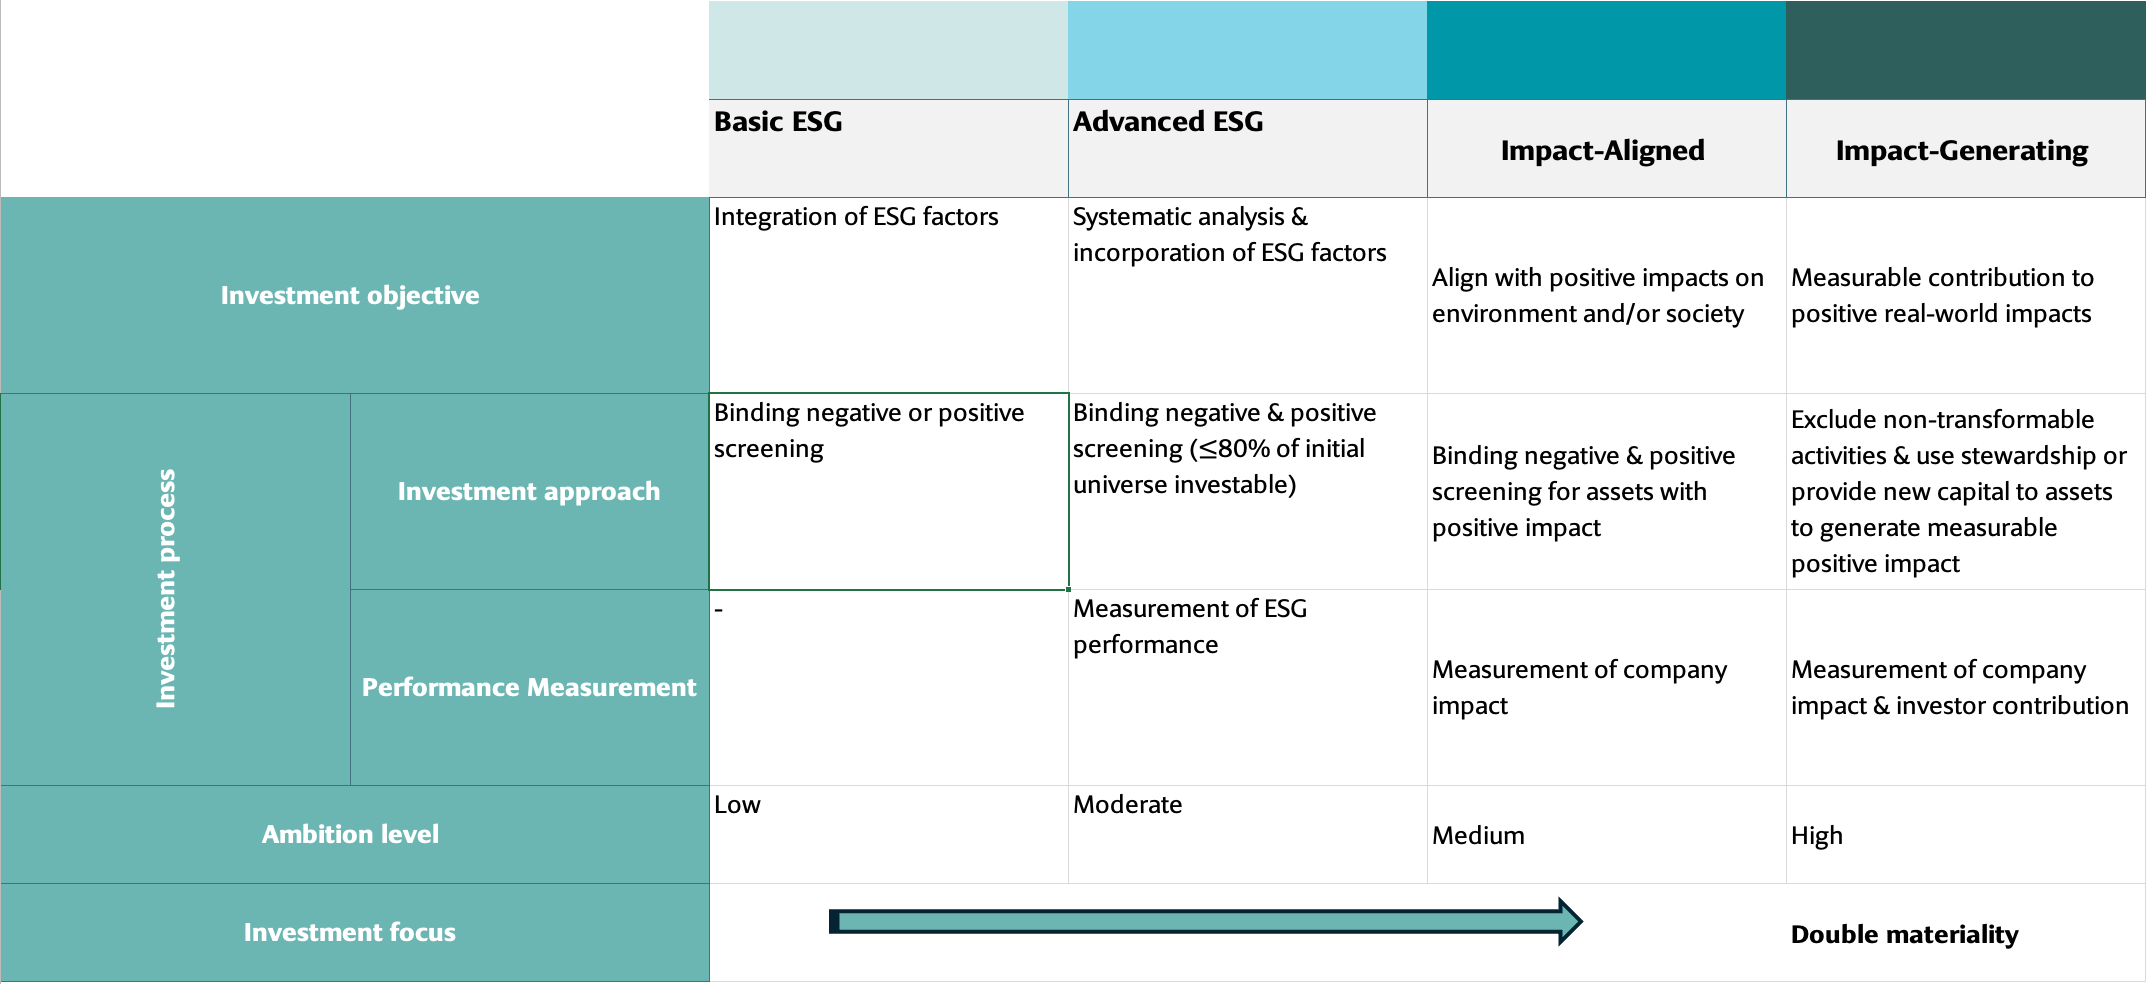 Basic ESG
Advanced ESG
Impact-Aligned
Impact-Generating
Investment objective
Integration of ESG factors
Systematic analysis &
incorporation of ESG factors
Align with positive impacts on
environment and/or society
Measurable contribution to
positive real-world impacts
Investment process
Investment approach
Binding negative or positive
screening
Binding negative & positive
screening (≤80% of initial
universe investable)
Binding negative & positive
screening for assets with
positive impact
Exclude non-transformable
activities & use stewardship or
provide new capital to assets
to generate measurable
positive impact
Performance Measurement
-
Measurement of ESG
performance
Measurement of company
impact
Measurement of company
impact & investor contribution
Ambition level
Low
Moderate
Medium
High
Investment focus
Double materiality